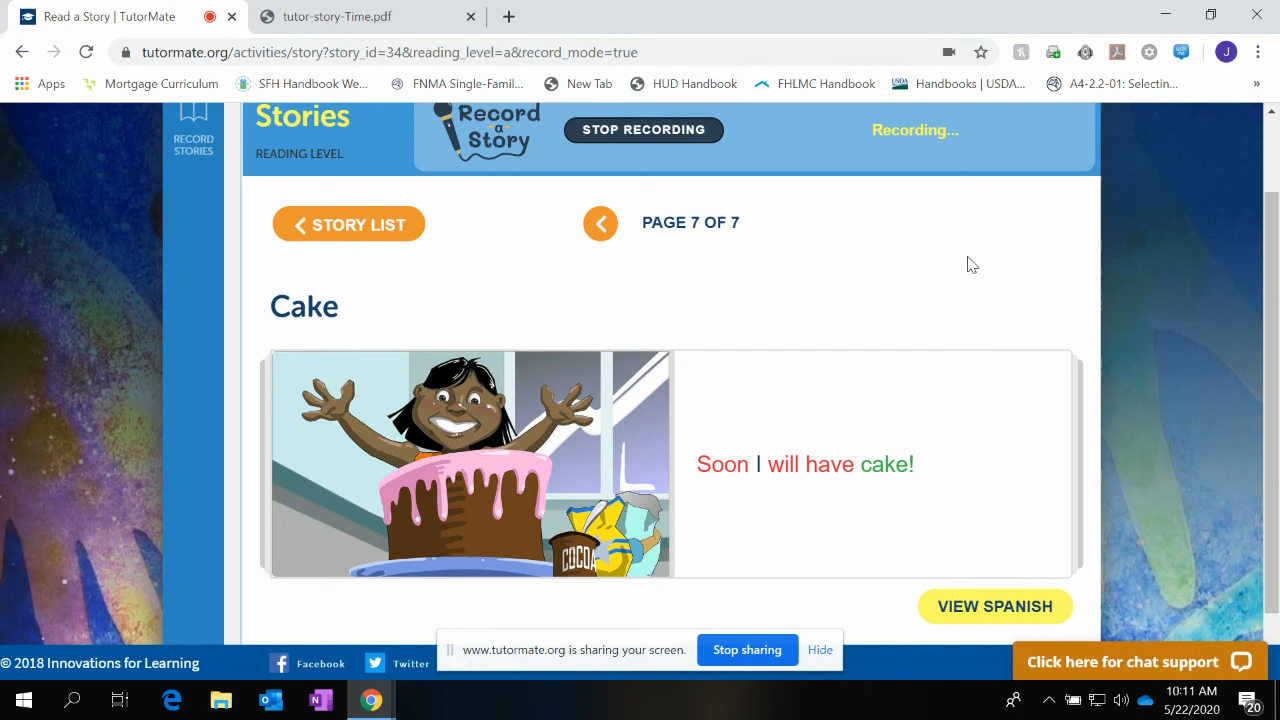 Read a Story | TutorMate
tutor-story-Time.pdf
tutormate.org/activities/story?story_id=34&reading_level=a&record_mode=true
J
Apps
Mortgage Curriculum
SFH Handbook We...
FNMA Single-Famil...
New Tab
HUD Handbook
FHLMC Handbook
USDA
Handbooks | USDA...
A4-2.2-01: Selectin...
»
RECORD
STORIES
Stories
READING LEVEL
Record
a
Story
STOP RECORDING
Recording...
STORY LIST
PAGE 7 OF 7
Cake
COCOA
Soon I will have cake!
VIEW SPANISH
www.tutormate.org is sharing your screen.
Stop sharing
Hide
© 2018 Innovations for Learning
Facebook
Twitter
Click here for chat support
10:11 AM
5/22/2020
20